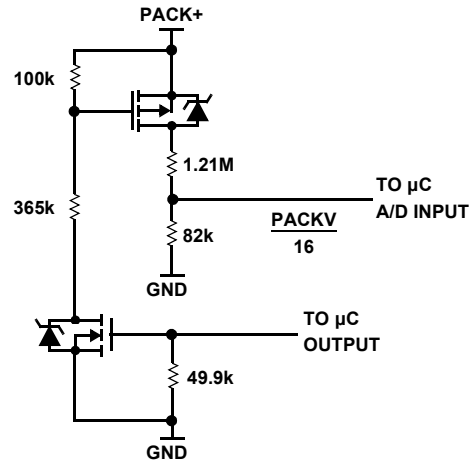 PACK+
100k
1.21M
365k
TO µC
A/D INPUT
PACKV
16
82k
GND
TO µC
OUTPUT
49.9k
GND